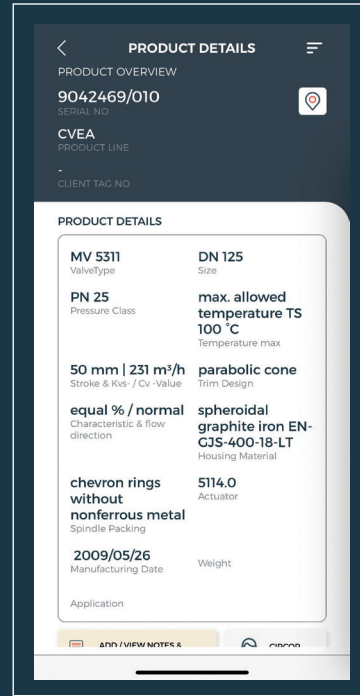 PRODUCT DETAILS
PRODUCT OVERVIEW
9042469/010
SERIAL NO
CVEA
PRODUCT LINE
-
CLIENT TAG NO
PRODUCT DETAILS
MV 5311
ValveType
DN 125
Size
PN 25
Pressure Class
max. allowed
temperature TS
100 °C
Temperature max
50 mm | 231 m³/h
Stroke & Kvs- / Cv -Value
parabolic cone
Trim Design
equal % / normal
Characteristic & flow
direction
spheroidal
graphite iron EN-
GJS-400-18-LT
Housing Material
chevron rings
without
nonferrous metal
Spindle Packing
5114.0
Actuator
2009/05/26
Manufacturing Date
Weight
Application
ADD / VIEW NOTES &
CIRCOR